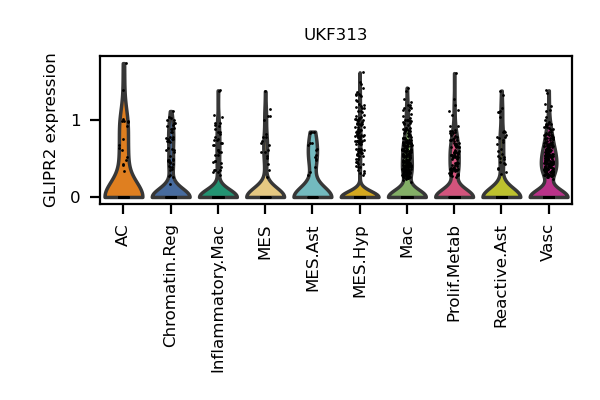 UKF313
GLIPR2 expression
1
0
AC
Chromatin.Reg
Inflammatory.Mac
MES
MES.Ast
MES.Hyp
Mac
Prolif.Metab
Reactive.Ast
Vasc